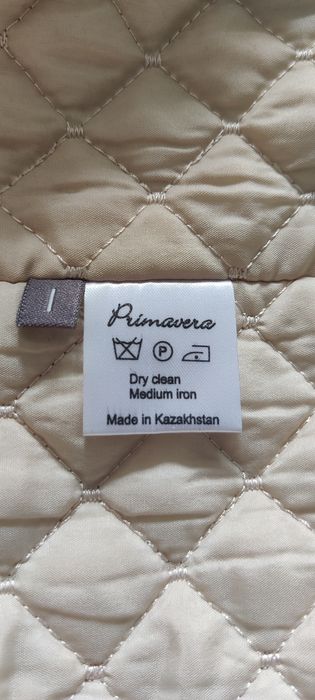 Primavera
P
Dry clean
Medium iron
Made in Kazakhstan